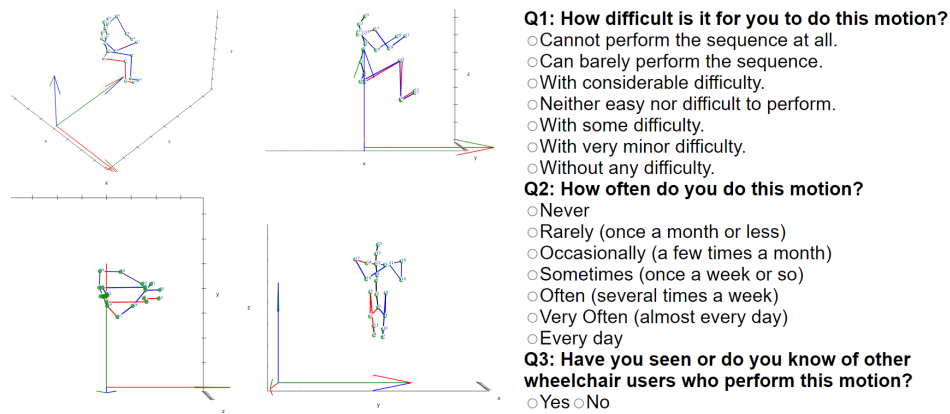 Q1: How difficult is it for you to do this motion?
Cannot perform the sequence at all.
Can barely perform the sequence.
With considerable difficulty.
Neither easy nor difficult to perform.
With some difficulty.
With very minor difficulty.
Without any difficulty.
Q2: How often do you do this motion?
Never
Rarely (once a month or less)
Occasionally (a few times a month)
Sometimes (once a week or so)
Often (several times a week)
Very Often (almost every day)
Every day
Q3: Have you seen or do you know of other
wheelchair users who perform this motion?
Yes No
x
z
x
y
y
z
z
y
x